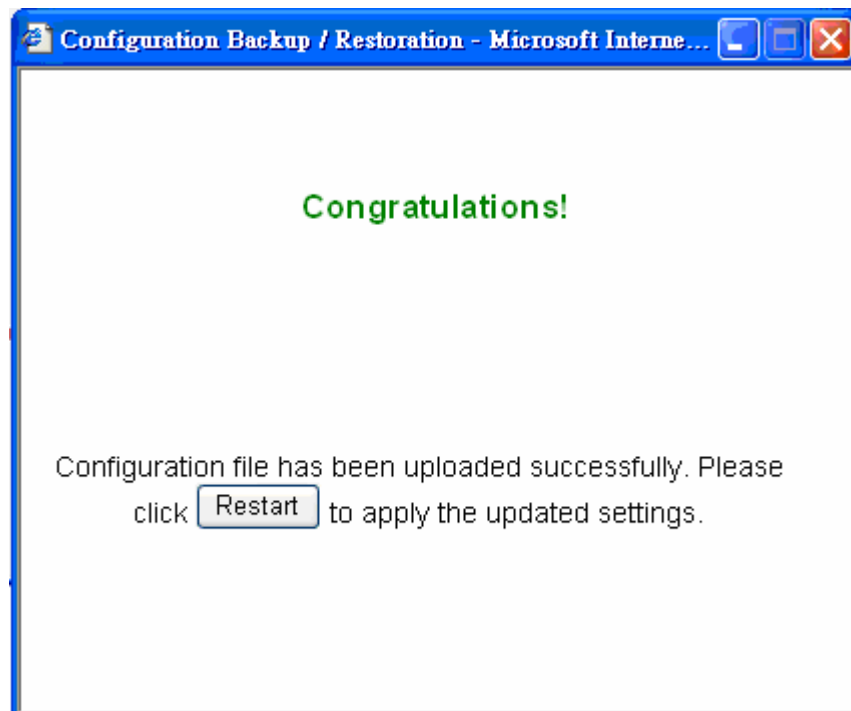 Configuration Backup / Restoration - Microsoft Interne...
Congratulations!
Configuration file has been uploaded successfully. Please
click Restart to apply the updated settings.